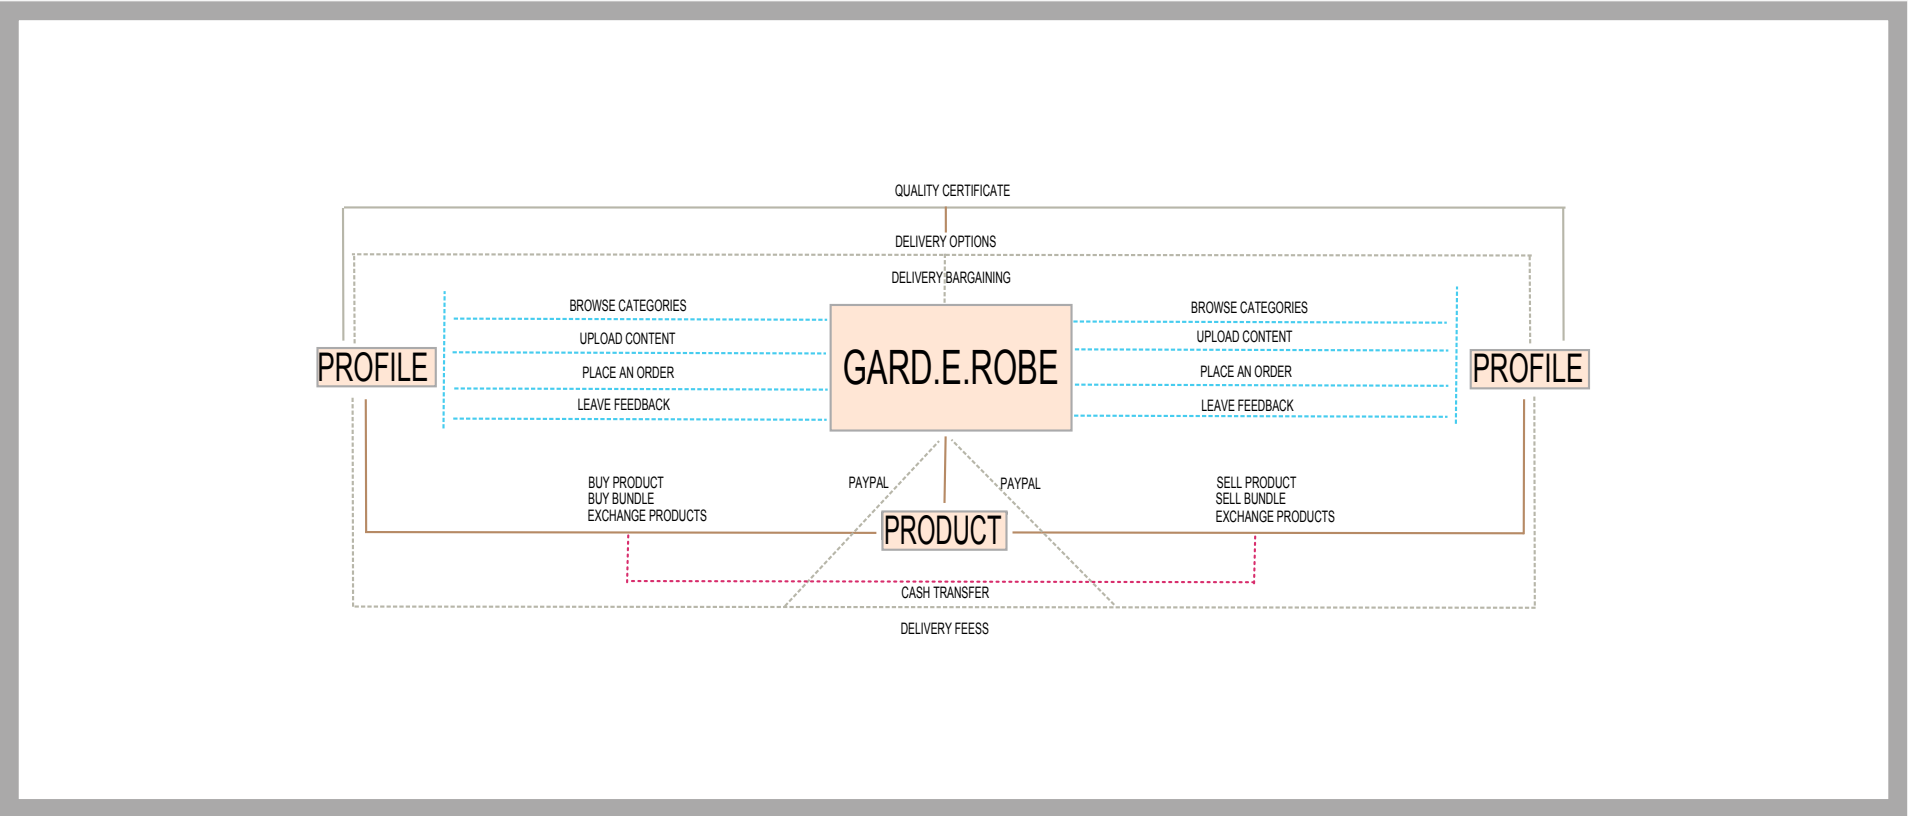 QUALITY CERTIFICATE
DELIVERY OPTIONS
DELIVERY BARGAINING
BROWSE CATEGORIES
BROWSE CATEGORIES
UPLOAD CONTENT
UPLOAD CONTENT
PROFILE
GARD.E.ROBE
PROFILE
PLACE AN ORDER
PLACE AN ORDER
LEAVE FEEDBACK
LEAVE FEEDBACK
BUY PRODUCT
BUY BUNDLE
EXCHANGE PRODUCTS
PAYPAL
PAYPAL
SELL PRODUCT
SELL BUNDLE
EXCHANGE PRODUCTS
PRODUCT
CASH TRANSFER
DELIVERY FEESS